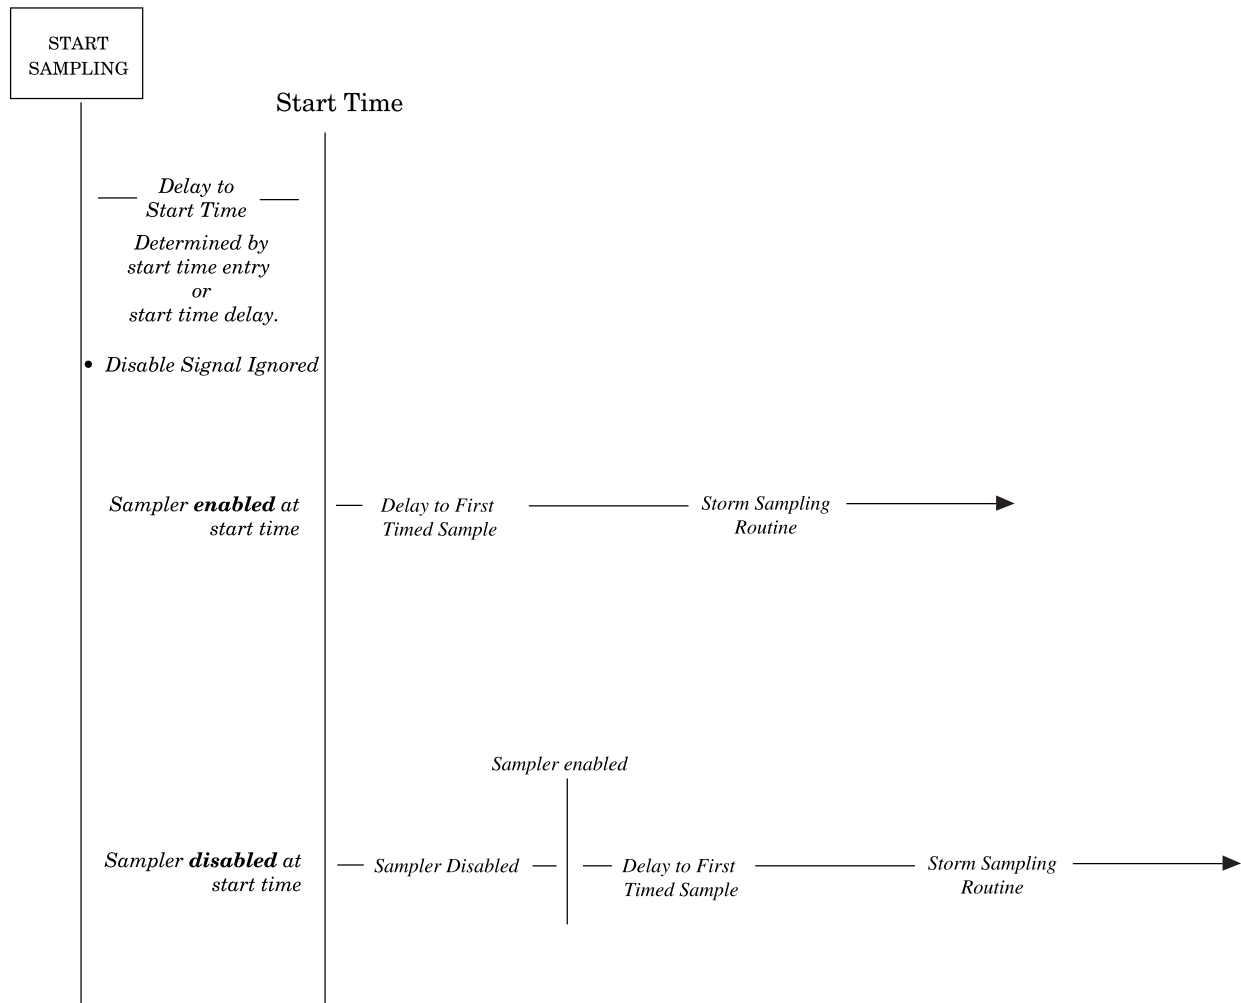 START
SAMPLING
Start Time
Delay to
Start Time
Determined by
start time entry
or
start time delay.
• Disable Signal Ignored
Sampler enabled at
start time
Delay to First
Timed Sample
Storm Sampling
Routine
Sampler enabled
Sampler disabled at
start time
Sampler Disabled
Delay to First
Timed Sample
Storm Sampling
Routine